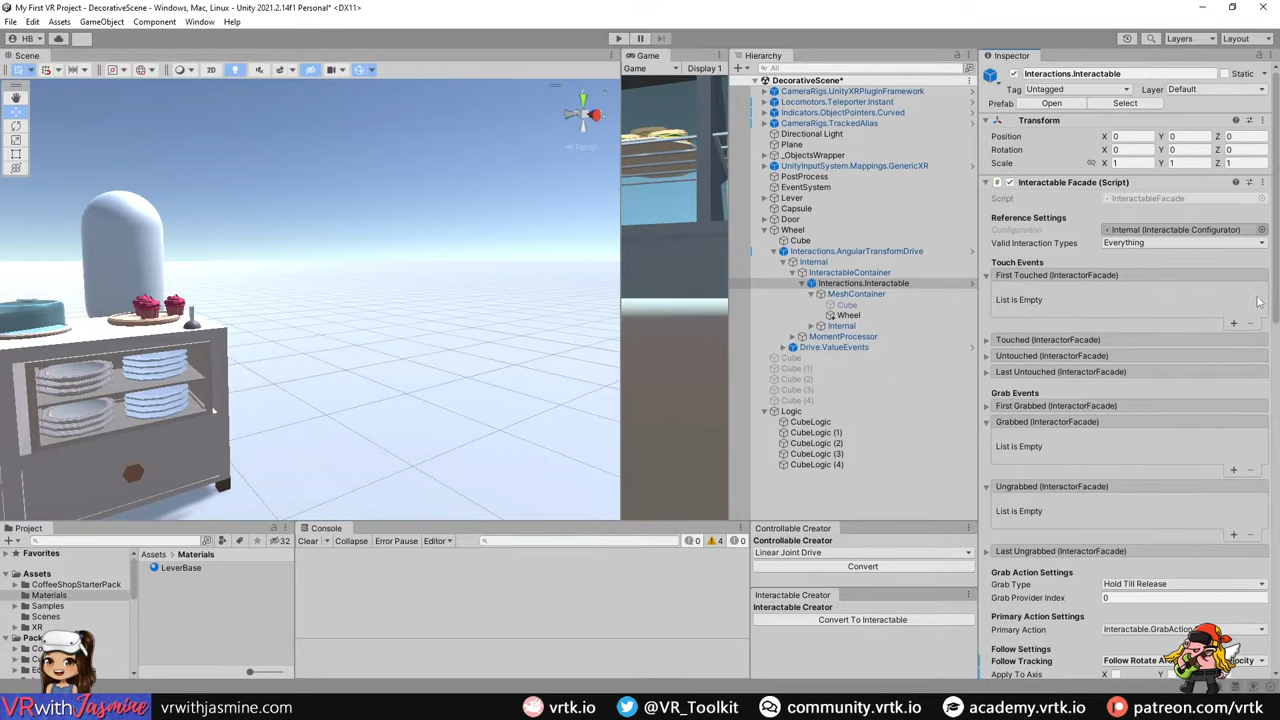 My First VR Project - DecorativeScene - Windows, Mac, Linux - Unity 2021.2.14f1 Personal* <DX11>
File Edit Assets GameObject Component Window Help
HB Layers Layout
Scene
2D
Persp
Game
Game Display 1
Hierarchy
All
DecorativeScene*
CameraRigs.UnityXRPluginFramework
Locomotors.Teleporter.Instant
Indicators.ObjectPointers.Curved
CameraRigs.TrackedAlias
Directional Light
Plane
_ObjectsWrapper
UnityInputSystem.Mappings.GenericXR
PostProcess
EventSystem
Lever
Capsule
Door
Wheel
Cube
Interactions.AngularTransformDrive
Internal
InteractableContainer
Interactions.Interactable
MeshContainer
Cube
Wheel
Internal
MomentProcessor
Drive.ValueEvents
Cube
Cube (1)
Cube (2)
Cube (3)
Cube (4)
Logic
CubeLogic
CubeLogic (1)
CubeLogic (2)
CubeLogic (3)
CubeLogic (4)
Inspector
Interactions.Interactable Static
Tag Untagged Layer Default
Prefab Open Select
Transform
Position X 0 Y 0 Z 0
Rotation X 0 Y 0 Z 0
Scale X 1 Y 1 Z 1
Interactable Facade (Script)
Script InteractableFacade
Reference Settings
Configuration Internal (Interactable Configurator)
Valid Interaction Types Everything
Touch Events
First Touched (InteractorFacade)
List is Empty
Touched (InteractorFacade)
Untouched (InteractorFacade)
Last Untouched (InteractorFacade)
Grab Events
First Grabbed (InteractorFacade)
Grabbed (InteractorFacade)
List is Empty
Ungrabbed (InteractorFacade)
List is Empty
Last Ungrabbed (InteractorFacade)
Grab Action Settings
Grab Type Hold Till Release
Grab Provider Index 0
Primary Action Settings
Primary Action Interactable.GrabAction
Follow Settings
Follow Tracking Follow Rotate A
Apply To Axis X
Project
32
Favorites
Assets
CoffeeShopStarterPack
Materials
Samples
Scenes
XR
Assets > Materials
LeverBase
Console
Clear Collapse Error Pause Editor 0 4 0
Controllable Creator
Controllable Creator
Linear Joint Drive
Convert
Interactable Creator
Interactable Creator
Convert To Interactable
VRwithJasmine vrwithjasmine.com vrtk.io @VR_Toolkit community.vrtk.io academy.vrtk.io patreon.com/vrtk